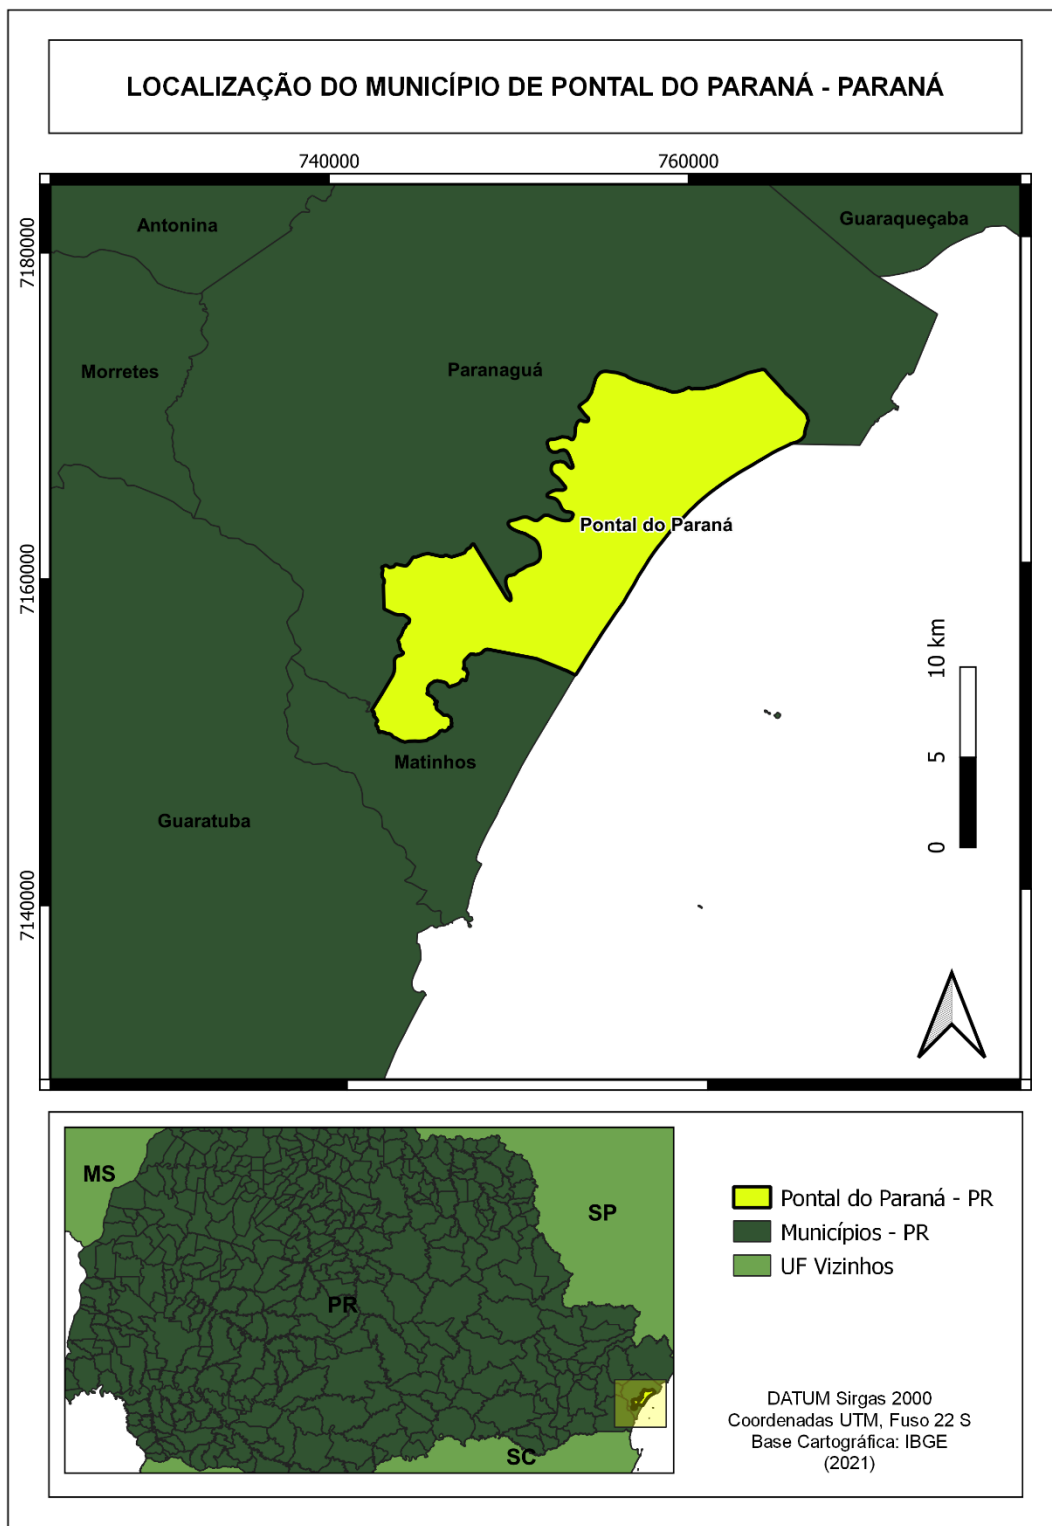 LOCALIZAÇÃO DO MUNICÍPIO DE PONTAL DO PARANÁ - PARANÁ
740000
760000
Antonina
Guaraqueçaba
7180000
Morretes
Paranaguá
Pontal do Paraná
7160000
10 km
5
0
Matinhos
Guaratuba
7140000
MS
SP
PR
SC
Pontal do Paraná - PR
Municípios - PR
UF Vizinhos
DATUM Sirgas 2000
Coordenadas UTM, Fuso 22 S
Base Cartográfica: IBGE
(2021)